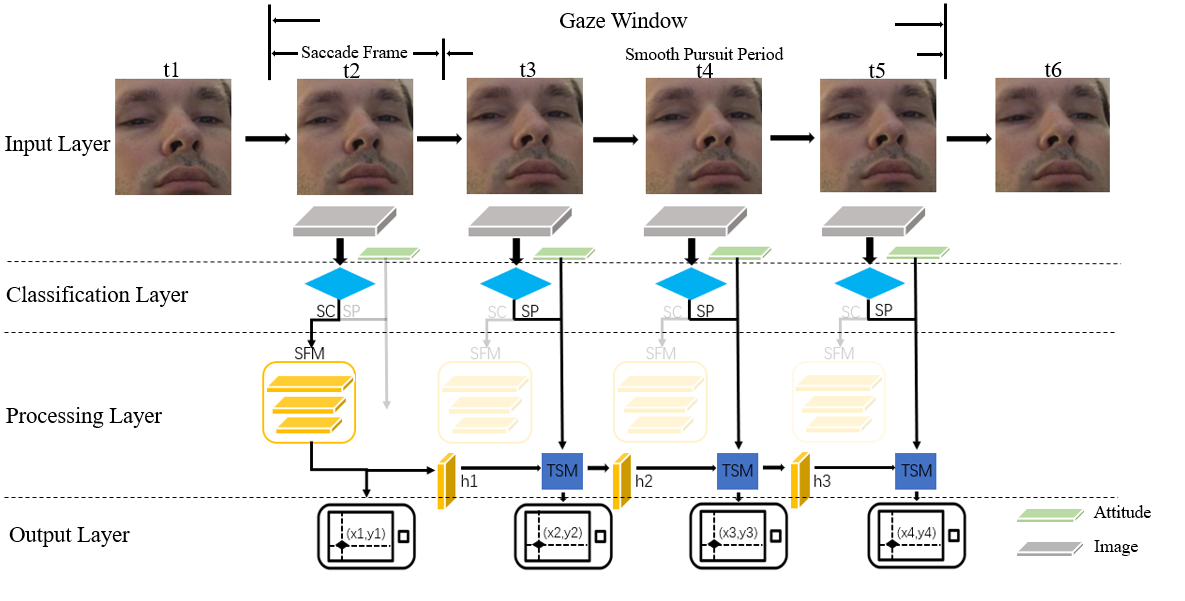 Gaze Window
Saccade Frame
Smooth Pursuit Period
t1
t2
t3
t4
t5
t6
Input Layer
Classification Layer
SC
SP
SC
SP
SC
SP
SC
SP
SFM
SFM
SFM
SFM
Processing Layer
h1
TSM
h2
TSM
h3
TSM
Output Layer
(x1,y1)
(x2,y2)
(x3,y3)
(x4,y4)
Attitude
Image